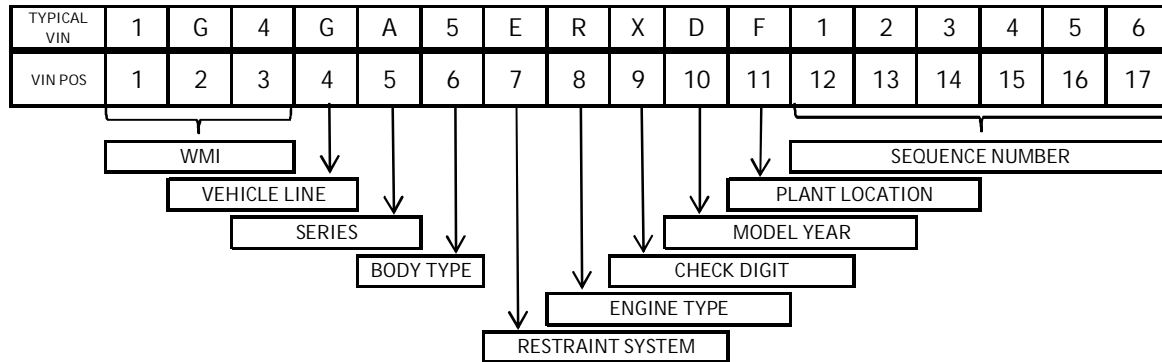 TYPICAL VIN 1 G 4 G A 5 E R X D F 1 2 3 4 5 6
VIN POS 1 2 3 4 5 6 7 8 9 10 11 12 13 14 15 16 17
WMI SEQUENCE NUMBER
VEHICLE LINE PLANT LOCATION
SERIES MODEL YEAR
BODY TYPE CHECK DIGIT
ENGINE TYPE
RESTRAINT SYSTEM